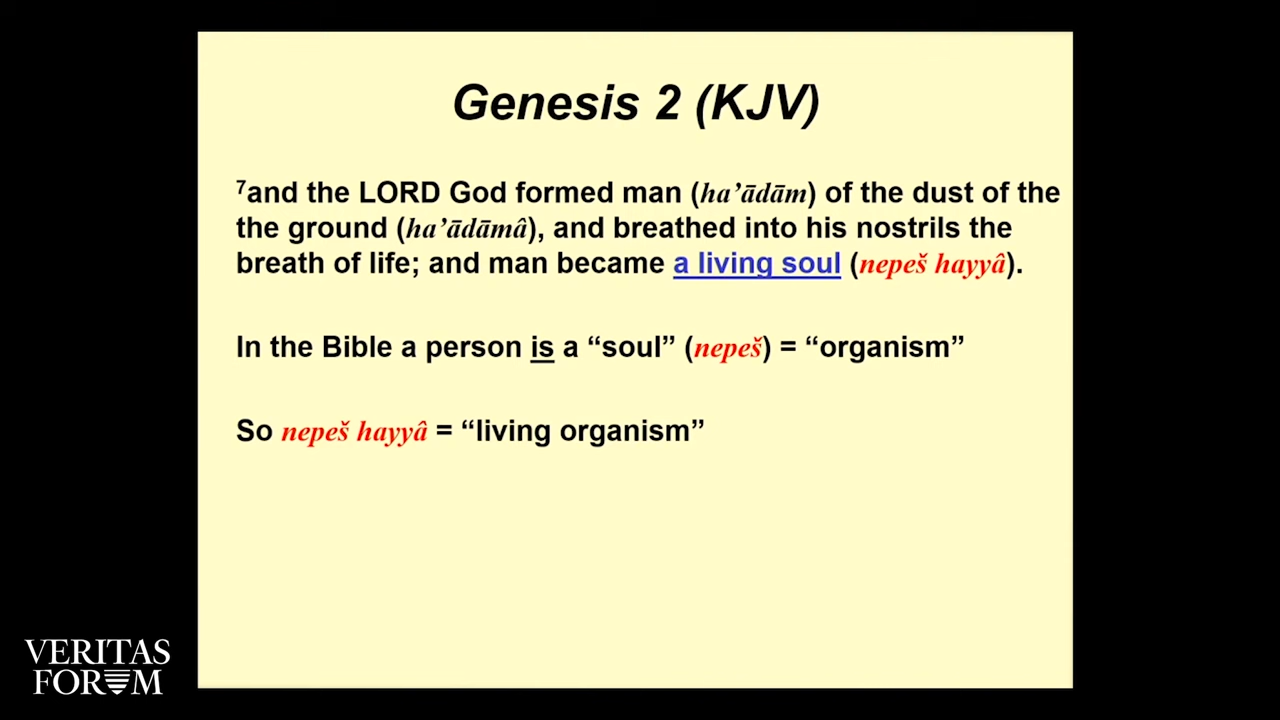 Genesis 2 (KJV)
⁷and the LORD God formed man (ha’ādām) of the dust of the
the ground (ha’ādāmâ), and breathed into his nostrils the
breath of life; and man became a living soul (nepeš hayyâ).
In the Bible a person is a “soul” (nepeš) = “organism”
So nepeš hayyâ = “living organism”
VERITAS
FORUM